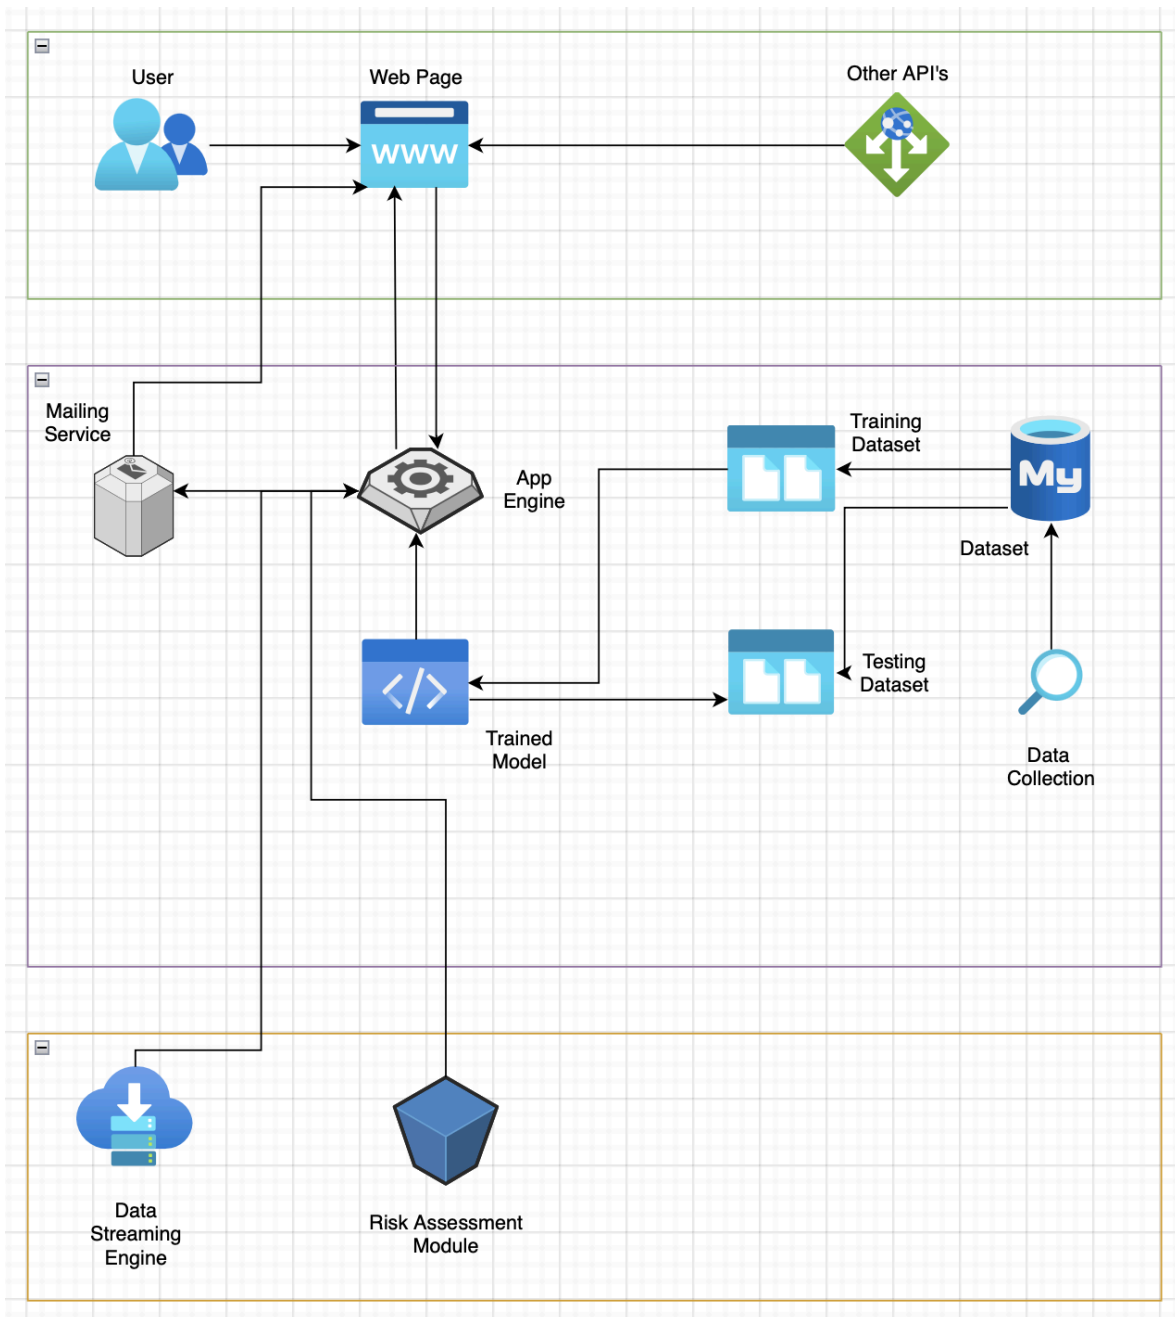 User
Web Page
Other API's
www
Mailing
Service
App
Engine
Training
Dataset
My
Dataset
Testing
Dataset
Trained
Model
Data
Collection
Data
Streaming
Engine
Risk Assessment
Module